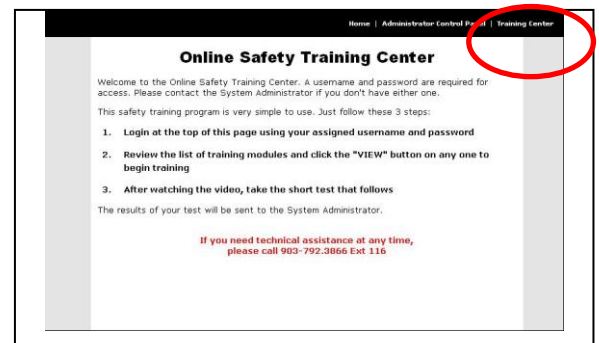 Home | Administrator Control Panel | Training Center
Online Safety Training Center
Welcome to the Online Safety Training Center. A username and password are required for
access. Please contact the System Administrator if you don't have either one.
This safety training program is very simple to use. Just follow these 3 steps:
1. Login at the top of this page using your assigned username and password
2. Review the list of training modules and click the "VIEW" button on any one to
begin training
3. After watching the video, take the short test that follows
The results of your test will be sent to the System Administrator.
If you need technical assistance at any time,
please call 903-792.3866 Ext 116